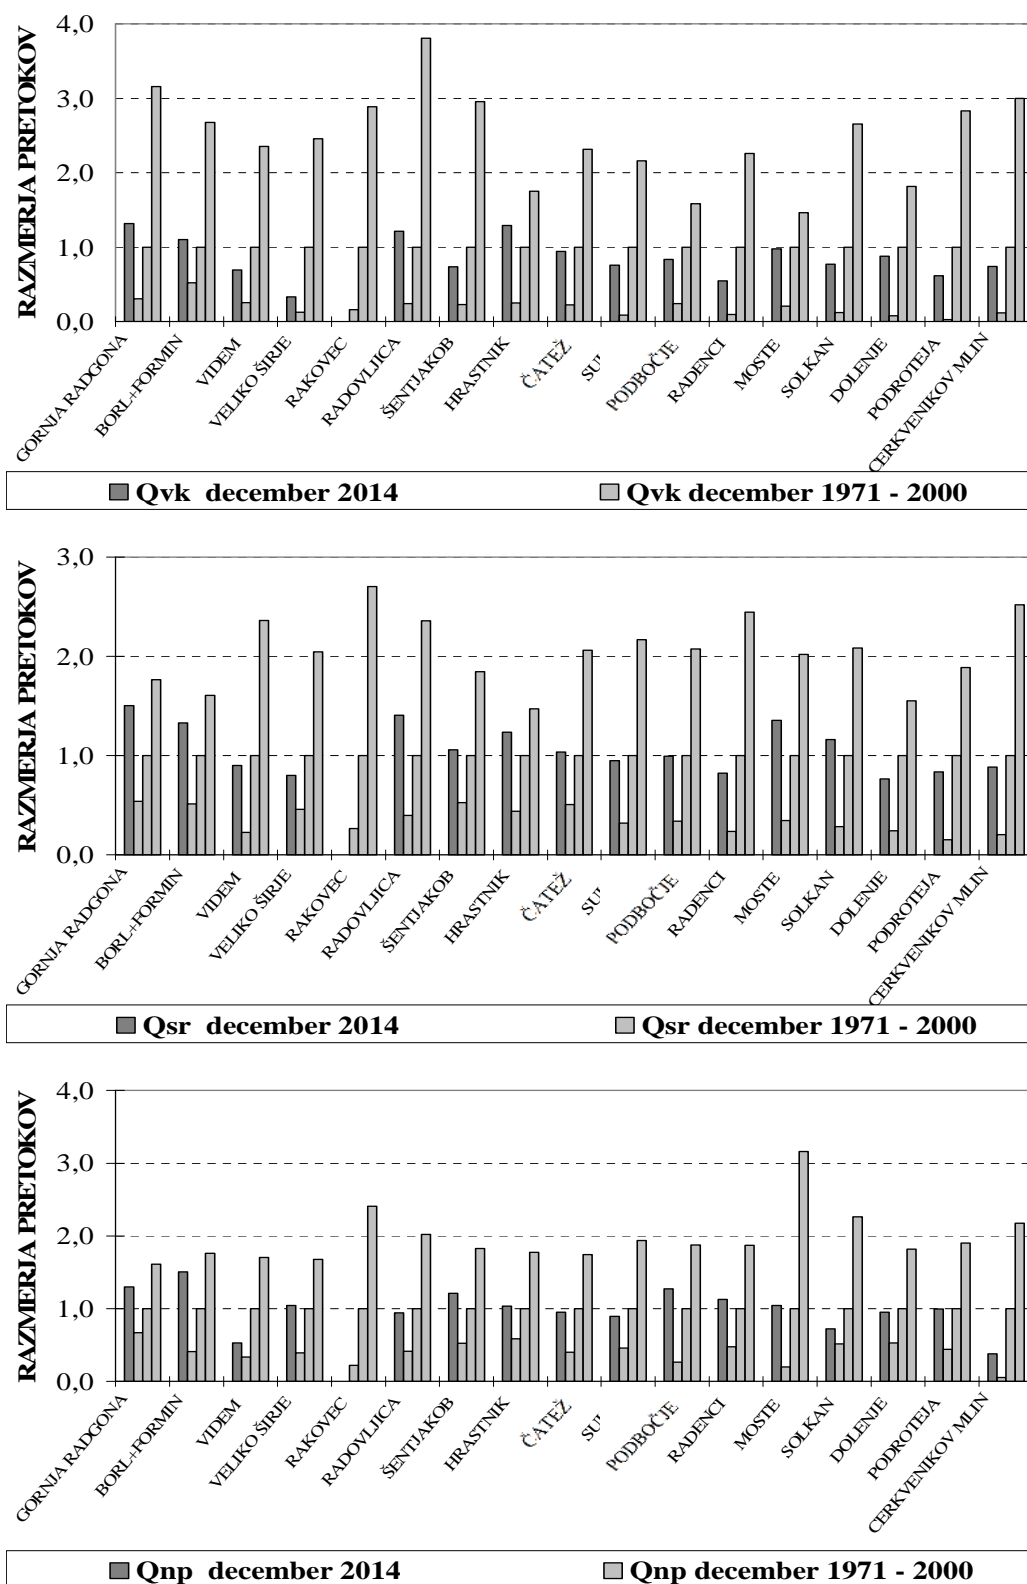 RAZMERJA PRETOKOV
4,0
3,0
2,0
1,0
0,0
GORNJA RADGONA
BORL+FORMIN
VIDEM
VELIKO ŠIRJE
RAKOVEC
RADOVLJICA
ŠENTJAKOB
HRASTNIK
ČATEŽ
PODBOČJE
RADENCI
MOSTE
SOLKAN
DOLENJE
PODROTEJA
CERKVENIKOV MLIN
Qvk december 2014
Qvk december 1971 - 2000
RAZMERJA PRETOKOV
3,0
2,0
1,0
0,0
GORNJA RADGONA
BORL+FORMIN
VIDEM
VELIKO ŠIRJE
RAKOVEC
RADOVLJICA
ŠENTJAKOB
HRASTNIK
ČATEŽ
PODBOČJE
RADENCI
MOSTE
SOLKAN
DOLENJE
PODROTEJA
CERKVENIKOV MLIN
Qsr december 2014
Qsr december 1971 - 2000
RAZMERJA PRETOKOV
4,0
3,0
2,0
1,0
0,0
GORNJA RADGONA
BORL+FORMIN
VIDEM
VELIKO ŠIRJE
RAKOVEC
RADOVLJICA
ŠENTJAKOB
HRASTNIK
ČATEŽ
PODBOČJE
RADENCI
MOSTE
SOLKAN
DOLENJE
PODROTEJA
CERKVENIKOV MLIN
Qnp december 2014
Qnp december 1971 - 2000